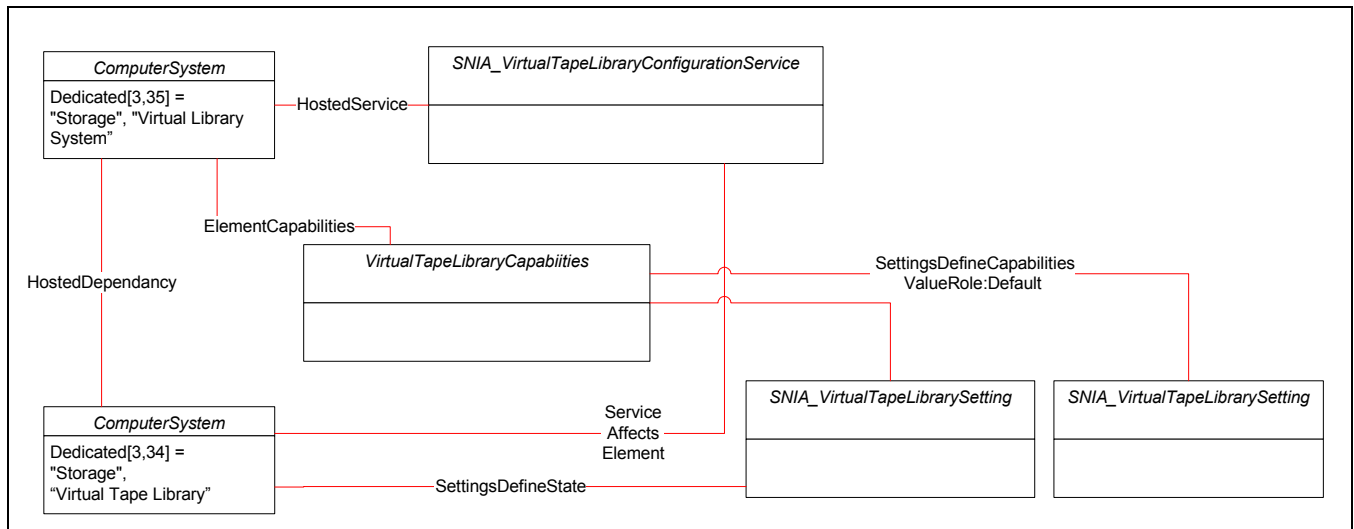 ComputerSystem
Dedicated[3,35] =
"Storage", "Virtual Library
System”
HostedService
SNIA_VirtualTapeLibraryConfigurationService
ElementCapabilities
HostedDependancy
VirtualTapeLibraryCapabiities
SettingsDefineCapabilities
ValueRole:Default
ComputerSystem
Dedicated[3,34] =
"Storage",
“Virtual Tape Library”
Service
Affects
Element
SettingsDefineState
SNIA_VirtualTapeLibrarySetting
SNIA_VirtualTapeLibrarySetting